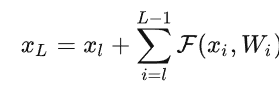 x_L = x_l + \sum_{i=l}^{L-1} \mathcal{F}(x_i, W_i)